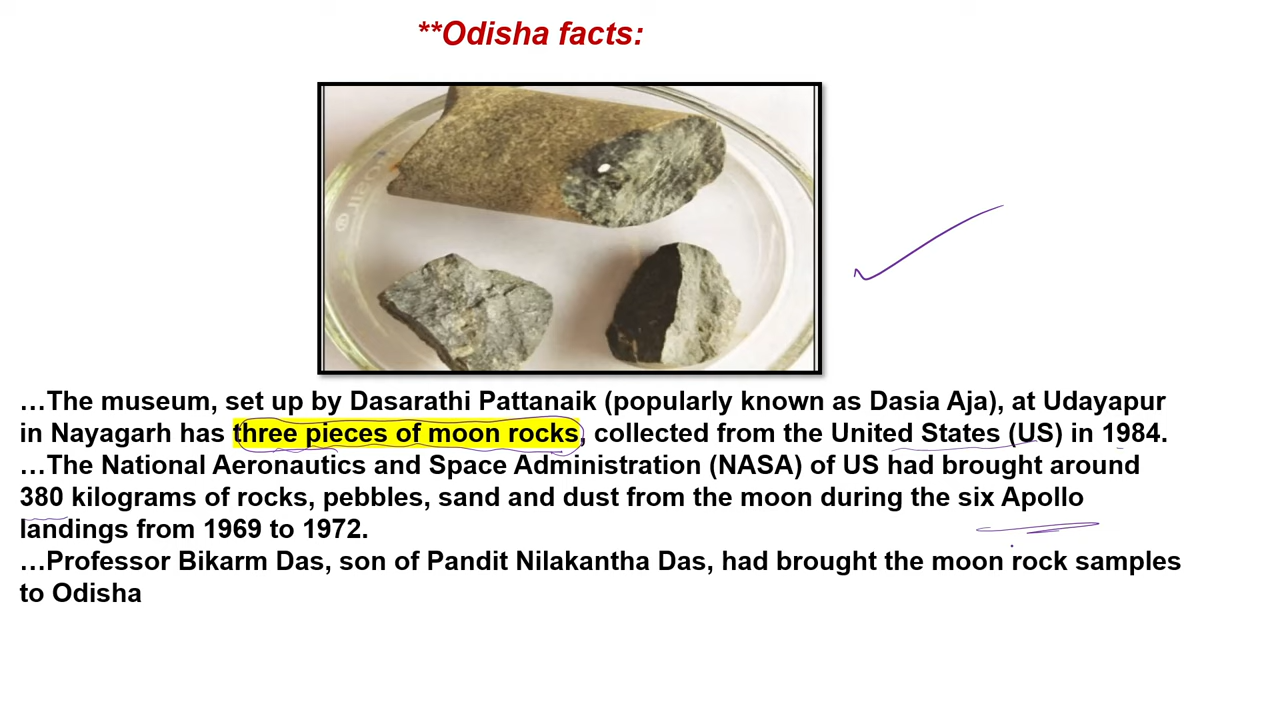 **Odisha facts:
…The museum, set up by Dasarathi Pattanaik (popularly known as Dasia Aja), at Udayapur
in Nayagarh has three pieces of moon rocks, collected from the United States (US) in 1984.
…The National Aeronautics and Space Administration (NASA) of US had brought around
380 kilograms of rocks, pebbles, sand and dust from the moon during the six Apollo
landings from 1969 to 1972.
…Professor Bikarm Das, son of Pandit Nilakantha Das, had brought the moon rock samples
to Odisha